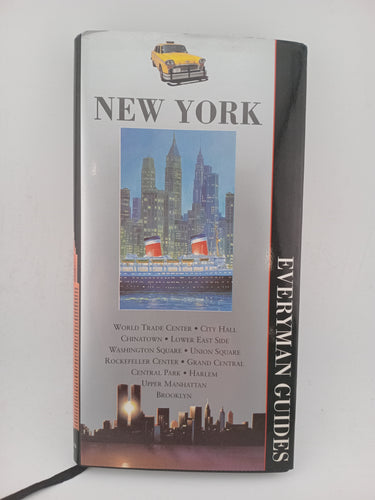 NEW YORK
WORLD TRADE CENTER • CITY HALL
CHINATOWN • LOWER EAST SIDE
WASHINGTON SQUARE • UNION SQUARE
ROCKEFELLER CENTER • GRAND CENTRAL
CENTRAL PARK • HARLEM
UPPER MANHATTAN
BROOKLYN
EVERYMAN GUIDES